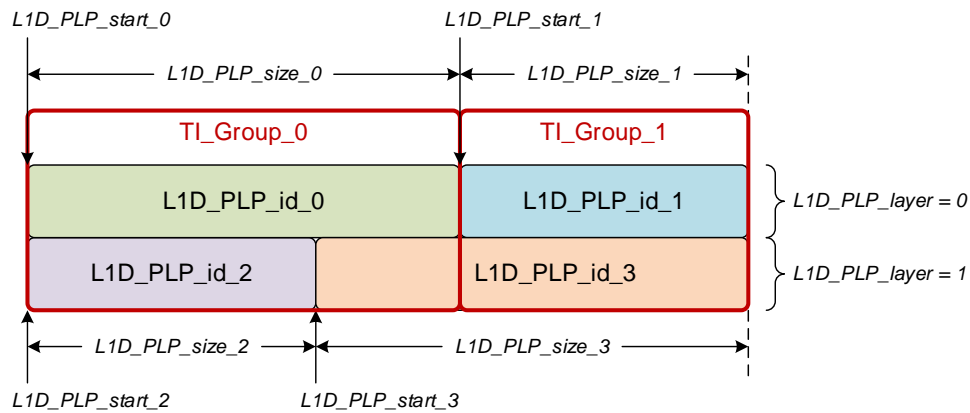 L1D_PLP_start_0 L1D_PLP_start_1
L1D_PLP_size_0 L1D_PLP_size_1
TI_Group_0 TI_Group_1
L1D_PLP_id_0 L1D_PLP_id_1 L1D_PLP_layer = 0
L1D_PLP_id_2 L1D_PLP_id_3 L1D_PLP_layer = 1
L1D_PLP_size_2 L1D_PLP_size_3
L1D_PLP_start_2 L1D_PLP_start_3